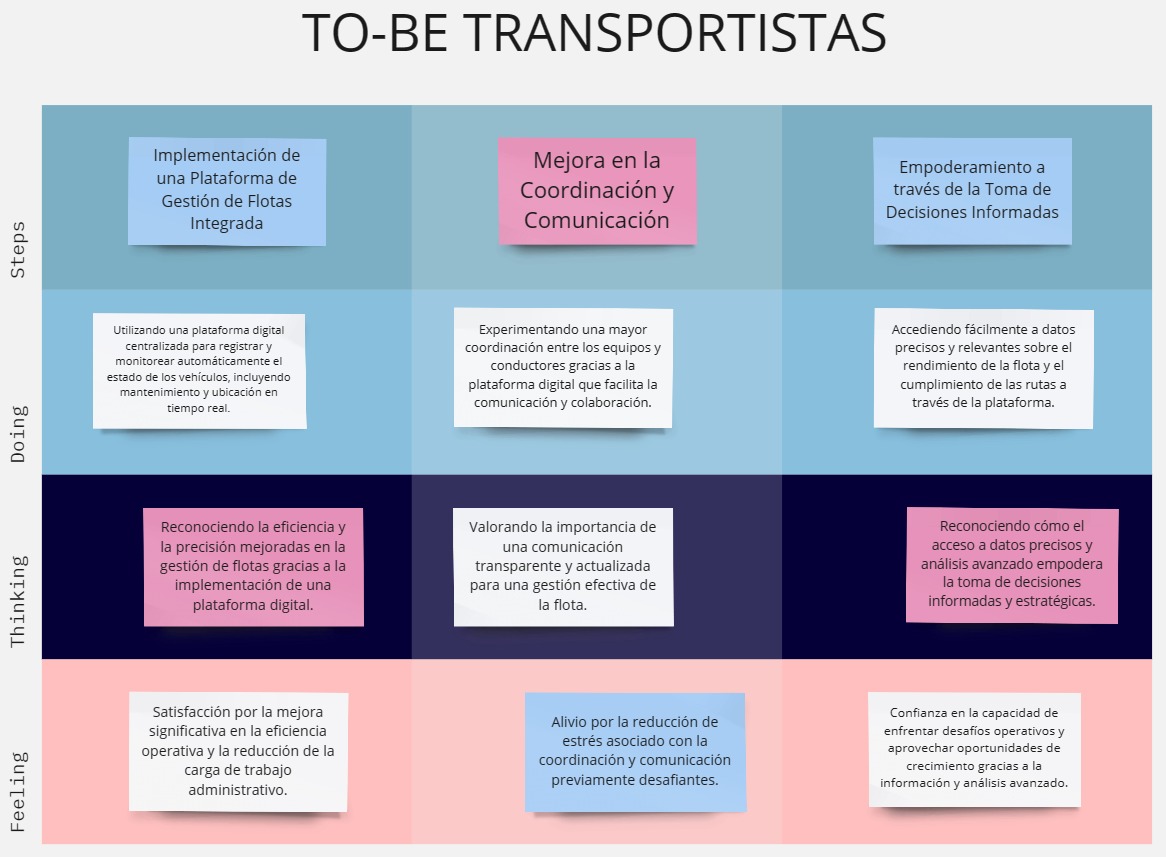 TO-BE TRANSPORTISTAS
Steps
Implementación de
una Plataforma de
Gestión de Flotas
Integrada
Mejora en la
Coordinación y
Comunicación
Empoderamiento a
través de la Toma de
Decisiones Informadas
Doing
Utilizando una plataforma digital
centralizada para registrar y
monitorear automáticamente el
estado de los vehículos, incluyendo
mantenimiento y ubicación en
tiempo real.
Experimentando una mayor
coordinación entre los equipos y
conductores gracias a la
plataforma digital que facilita la
comunicación y colaboración.
Accediendo fácilmente a datos
precisos y relevantes sobre el
rendimiento de la flota y el
cumplimiento de las rutas a
través de la plataforma.
Thinking
Reconociendo la eficiencia y
la precisión mejoradas en la
gestión de flotas gracias a la
implementación de una
plataforma digital.
Valorando la importancia de
una comunicación
transparente y actualizada
para una gestión efectiva de
la flota.
Reconociendo cómo el
acceso a datos precisos y
análisis avanzado empodera
la toma de decisiones
informadas y estratégicas.
Feeling
Satisfacción por la mejora
significativa en la eficiencia
operativa y la reducción de la
carga de trabajo
administrativo.
Alivio por la reducción de
estrés asociado con la
coordinación y comunicación
previamente desafiantes.
Confianza en la capacidad de
enfrentar desafíos operativos y
aprovechar oportunidades de
crecimiento gracias a la
información y análisis avanzado.